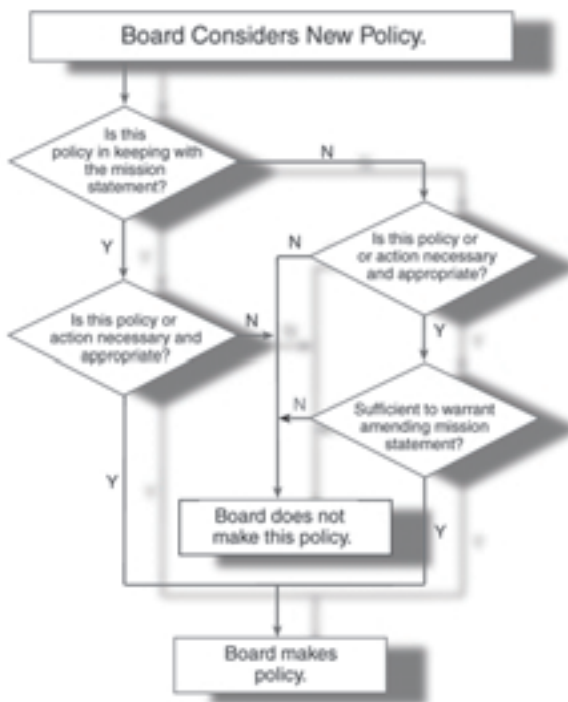 Board Considers New Policy.
Is this
policy in keeping with
the mission
statement?
N
Y
N
Is this policy or
or action necessary
and appropriate?
Is this policy or
action necessary and
appropriate?
N
Y
N
Sufficient to warrant
amending mission
statement?
Y
Board does not
make this policy.
Y
Board makes
policy.